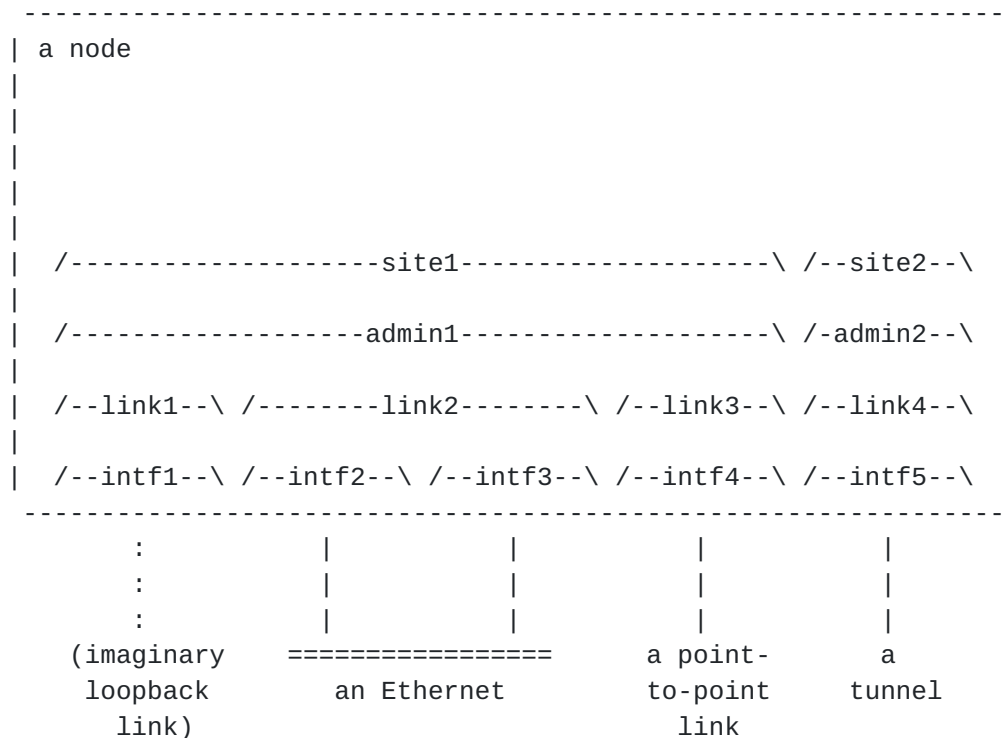 ---------------------------------------------------------------
| a node
|
|
|
|
|
|  /--------------------site1--------------------\ /--site2--\
|
|  /-------------------admin1--------------------\ /-admin2--\
|
|  /--link1--\ /--------link2--------\ /--link3--\ /--link4--\
|
|  /--intf1--\ /--intf2--\ /--intf3--\ /--intf4--\ /--intf5--\
---------------------------------------------------------------
: | | | |
: | | | |
: | | | |
(imaginary ================= a point- a
loopback an Ethernet to-point tunnel
link) link